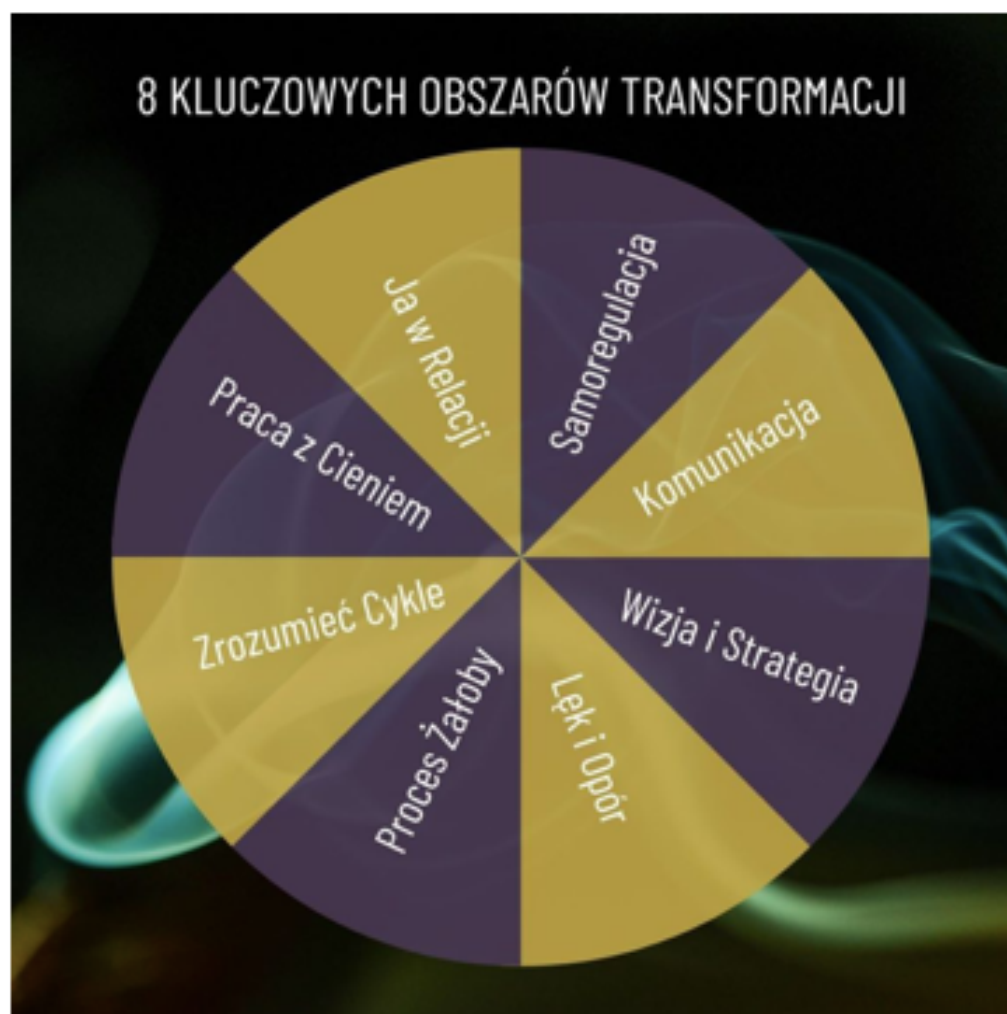 8 KLUCZOWYCH OBSZARÓW TRANSFORMACJI
Samoregulacja
Komunikacja
Wizja i Strategia
Lęk i Opór
Proces Żałoby
Zrozumieć Cykle
Praca z Cieniem
Ja w Relacji